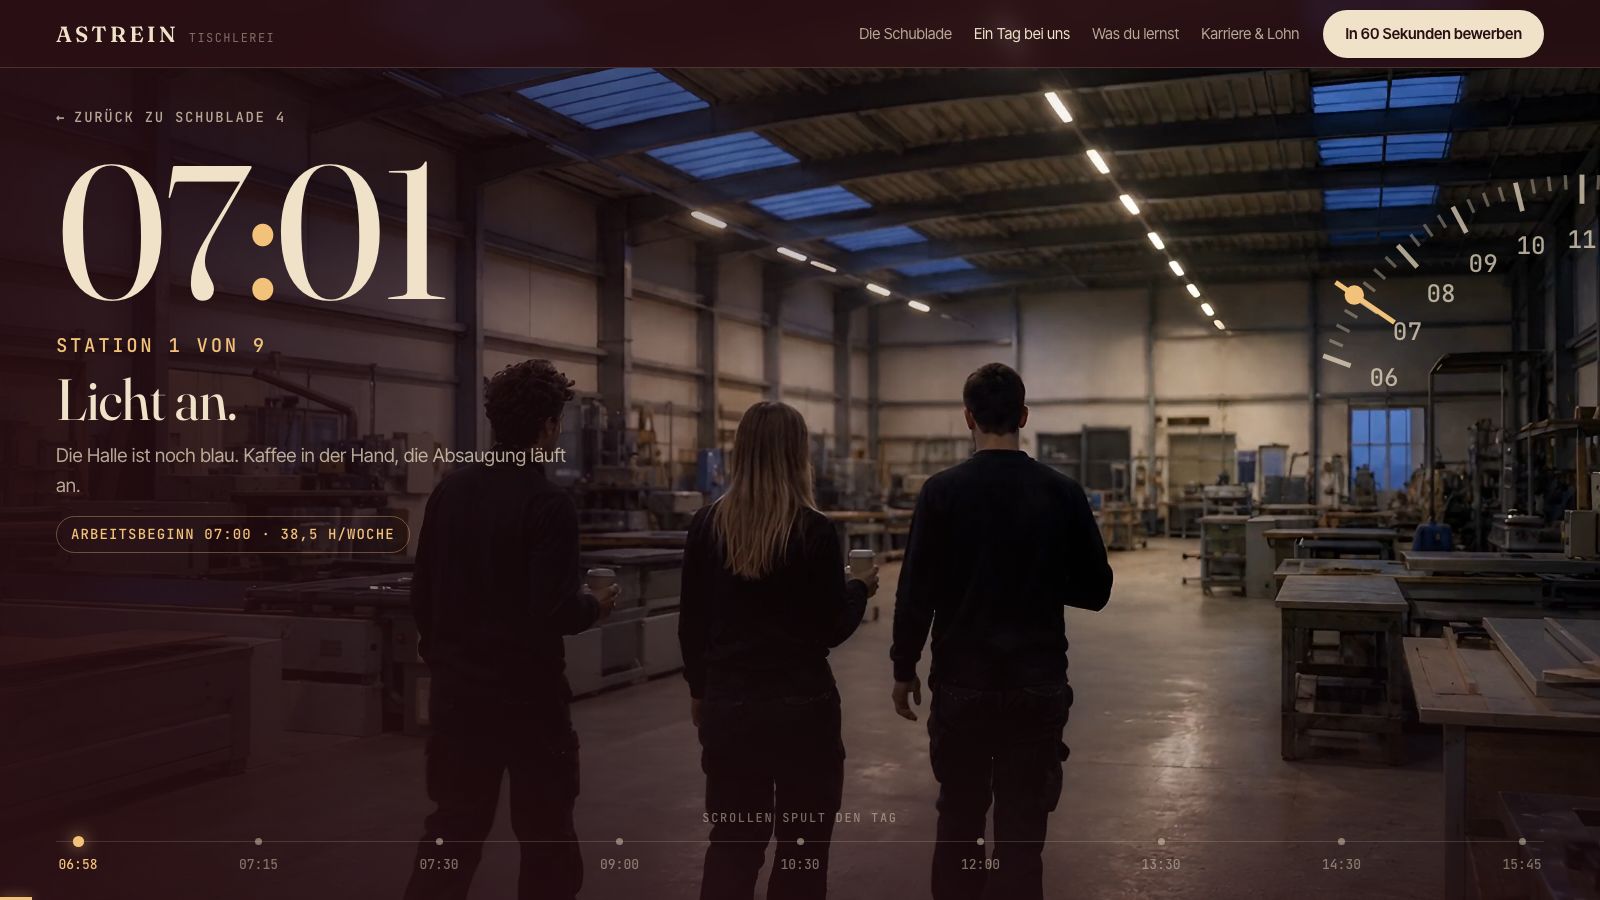 ASTREIN TISCHLEREI
Die Schublade
Ein Tag bei uns
Was du lernst
Karriere & Lohn
In 60 Sekunden bewerben
← ZURÜCK ZU SCHUBLADE 4
07:01
STATION 1 VON 9
Licht an.
Die Halle ist noch blau. Kaffee in der Hand, die Absaugung läuft
an.
ARBEITSBEGINN 07:00 · 38,5 H/WOCHE
06
07
08
09
10
11
SCROLLEN SPULT DEN TAG
06:58
07:15
07:30
09:00
10:30
12:00
13:30
14:30
15:45